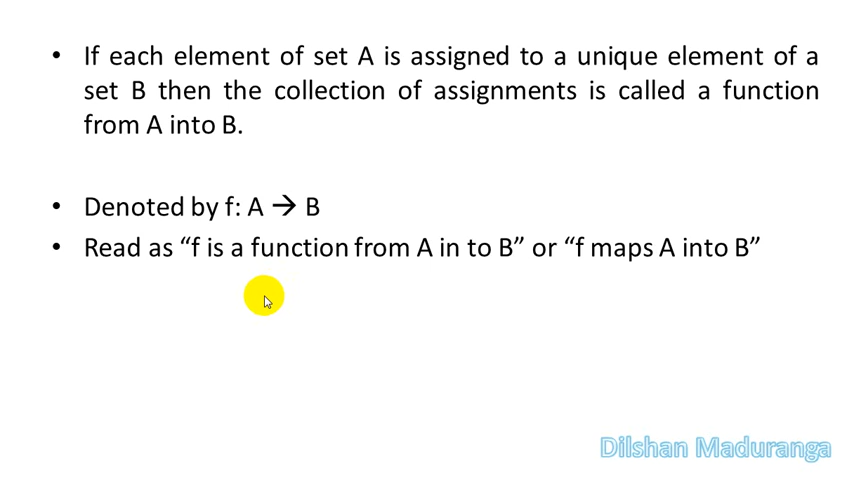 • If each element of set A is assigned to a unique element of a
set B then the collection of assignments is called a function
from A into B.
• Denoted by f: A → B
• Read as “f is a function from A in to B” or “f maps A into B”
Dilshan Maduranga